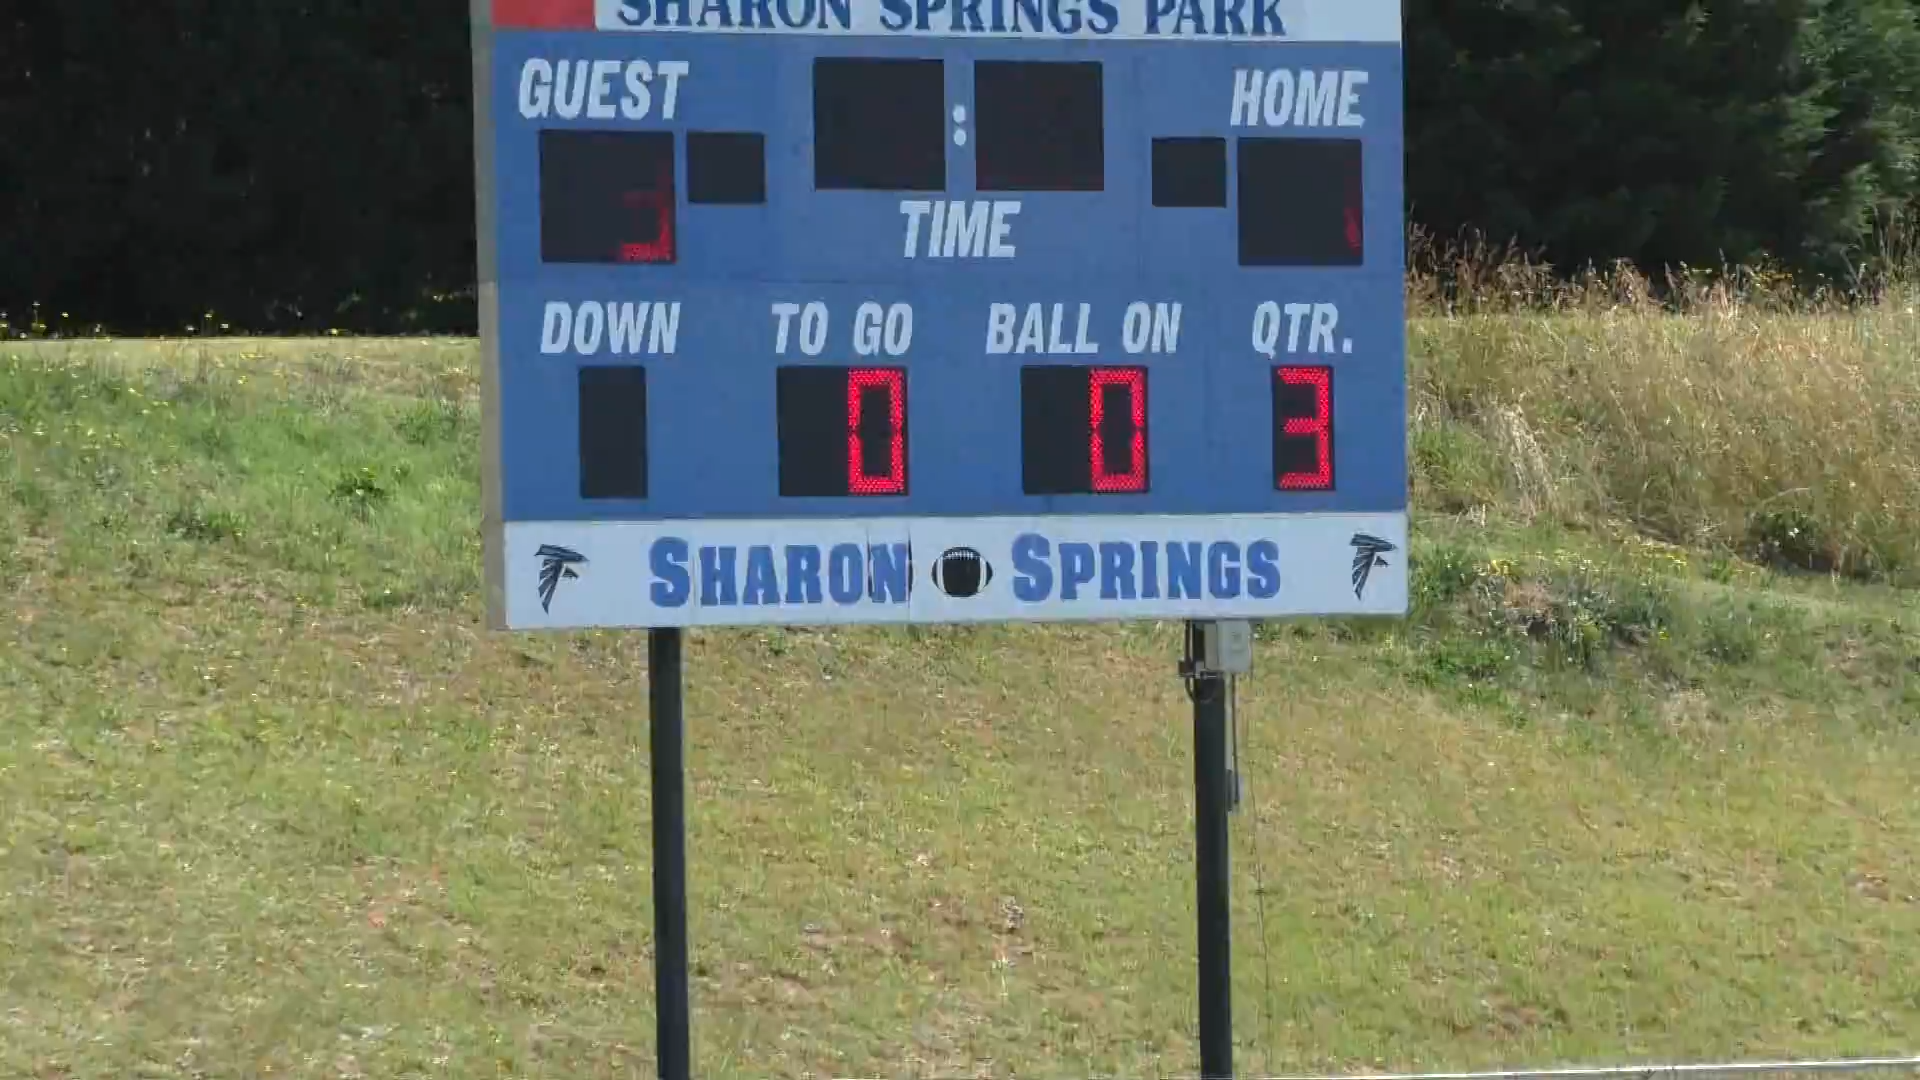 SHARON SPRINGS PARK
GUEST : HOME
TIME
DOWN TO GO BALL ON QTR.
0 0 3
SHARON SPRINGS